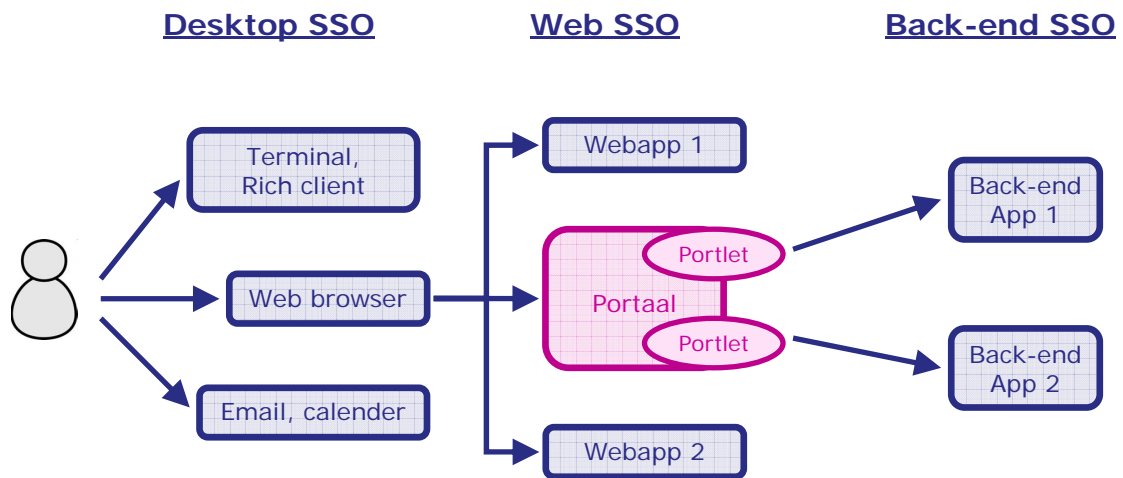 Desktop SSO
Web SSO
Back-end SSO
Terminal,
Rich client
Web browser
Email, calender
Webapp 1
Portlet
Portaal
Portlet
Webapp 2
Back-end
App 1
Back-end
App 2